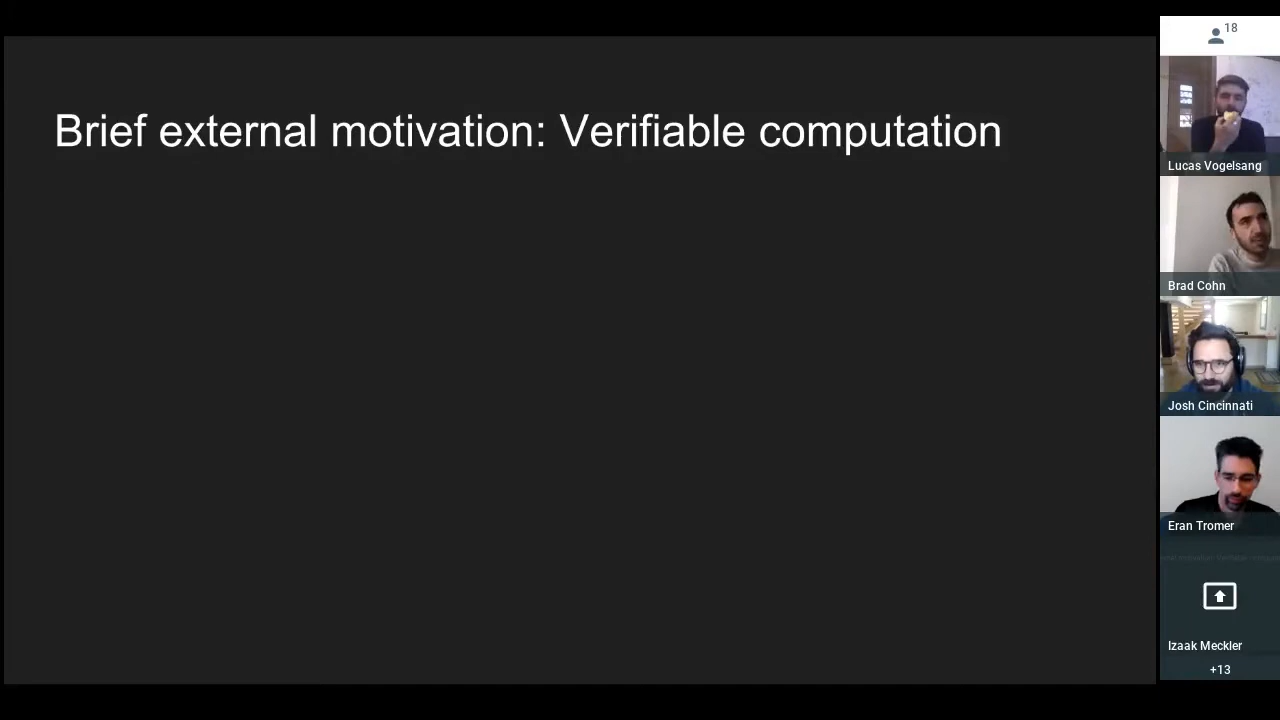 Brief external motivation: Verifiable computation
18
Lucas Vogelsang
Brad Cohn
Josh Cincinnati
Eran Tromer
Izaak Meckler
+13